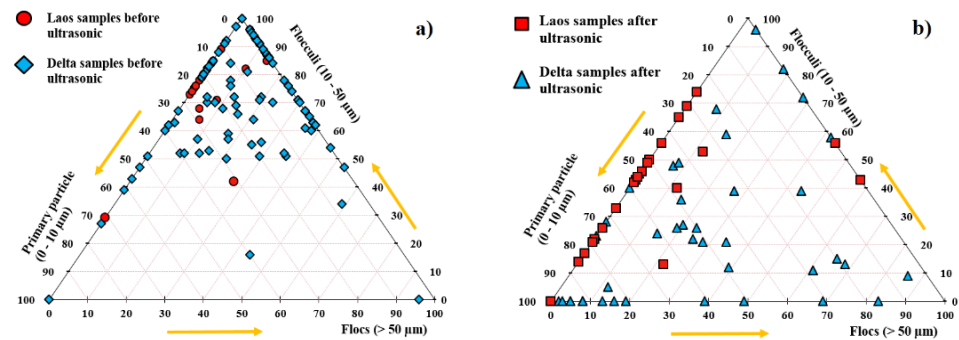 Laos samples before
ultrasonic
Delta samples before
ultrasonic
a)
0 100
10 90
20 80
30 70
40 60
50 50
60 40
70 30
80 20
90 10
100 0
0 10 20 30 40 50 60 70 80 90 100
Primary particle
(0 - 10 μm)
Flocculi (10 - 50 μm)
Flocs (> 50 μm)
Laos samples after
ultrasonic
Delta samples after
ultrasonic
b)
0 100
10 90
20 80
30 70
40 60
50 50
60 40
70 30
80 20
90 10
100 0
0 10 20 30 40 50 60 70 80 90 100
Primary particle
(0 - 10 μm)
Flocculi (10 - 50 μm)
Flocs (> 50 μm)